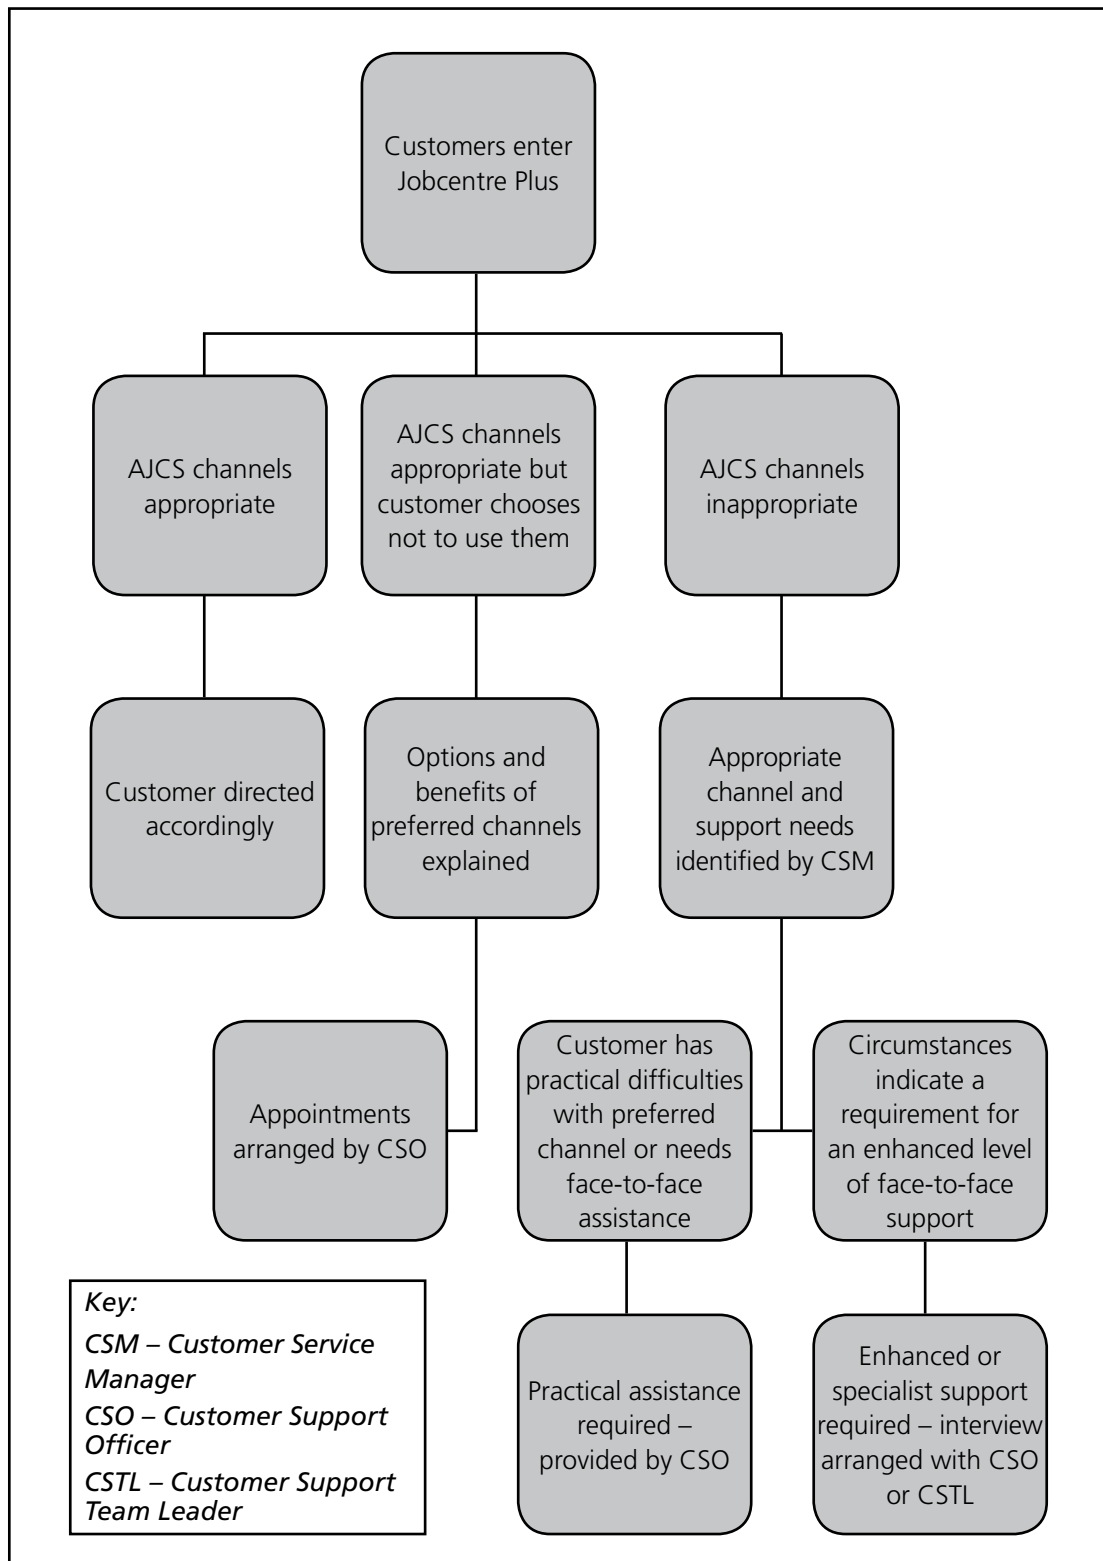 Customers enter
Jobcentre Plus
AJCS channels
appropriate
AJCS channels
appropriate but
customer chooses
not to use them
AJCS channels
inappropriate
Customer directed
accordingly
Options and
benefits of
preferred channels
explained
Appropriate
channel and
support needs
identified by CSM
Appointments
arranged by CSO
Customer has
practical difficulties
with preferred
channel or needs
face-to-face
assistance
Circumstances
indicate a
requirement for
an enhanced level
of face-to-face
support
Key:
CSM – Customer Service
Manager
CSO – Customer Support
Officer
CSTL – Customer Support
Team Leader
Practical assistance
required –
provided by CSO
Enhanced or
specialist support
required – interview
arranged with CSO
or CSTL